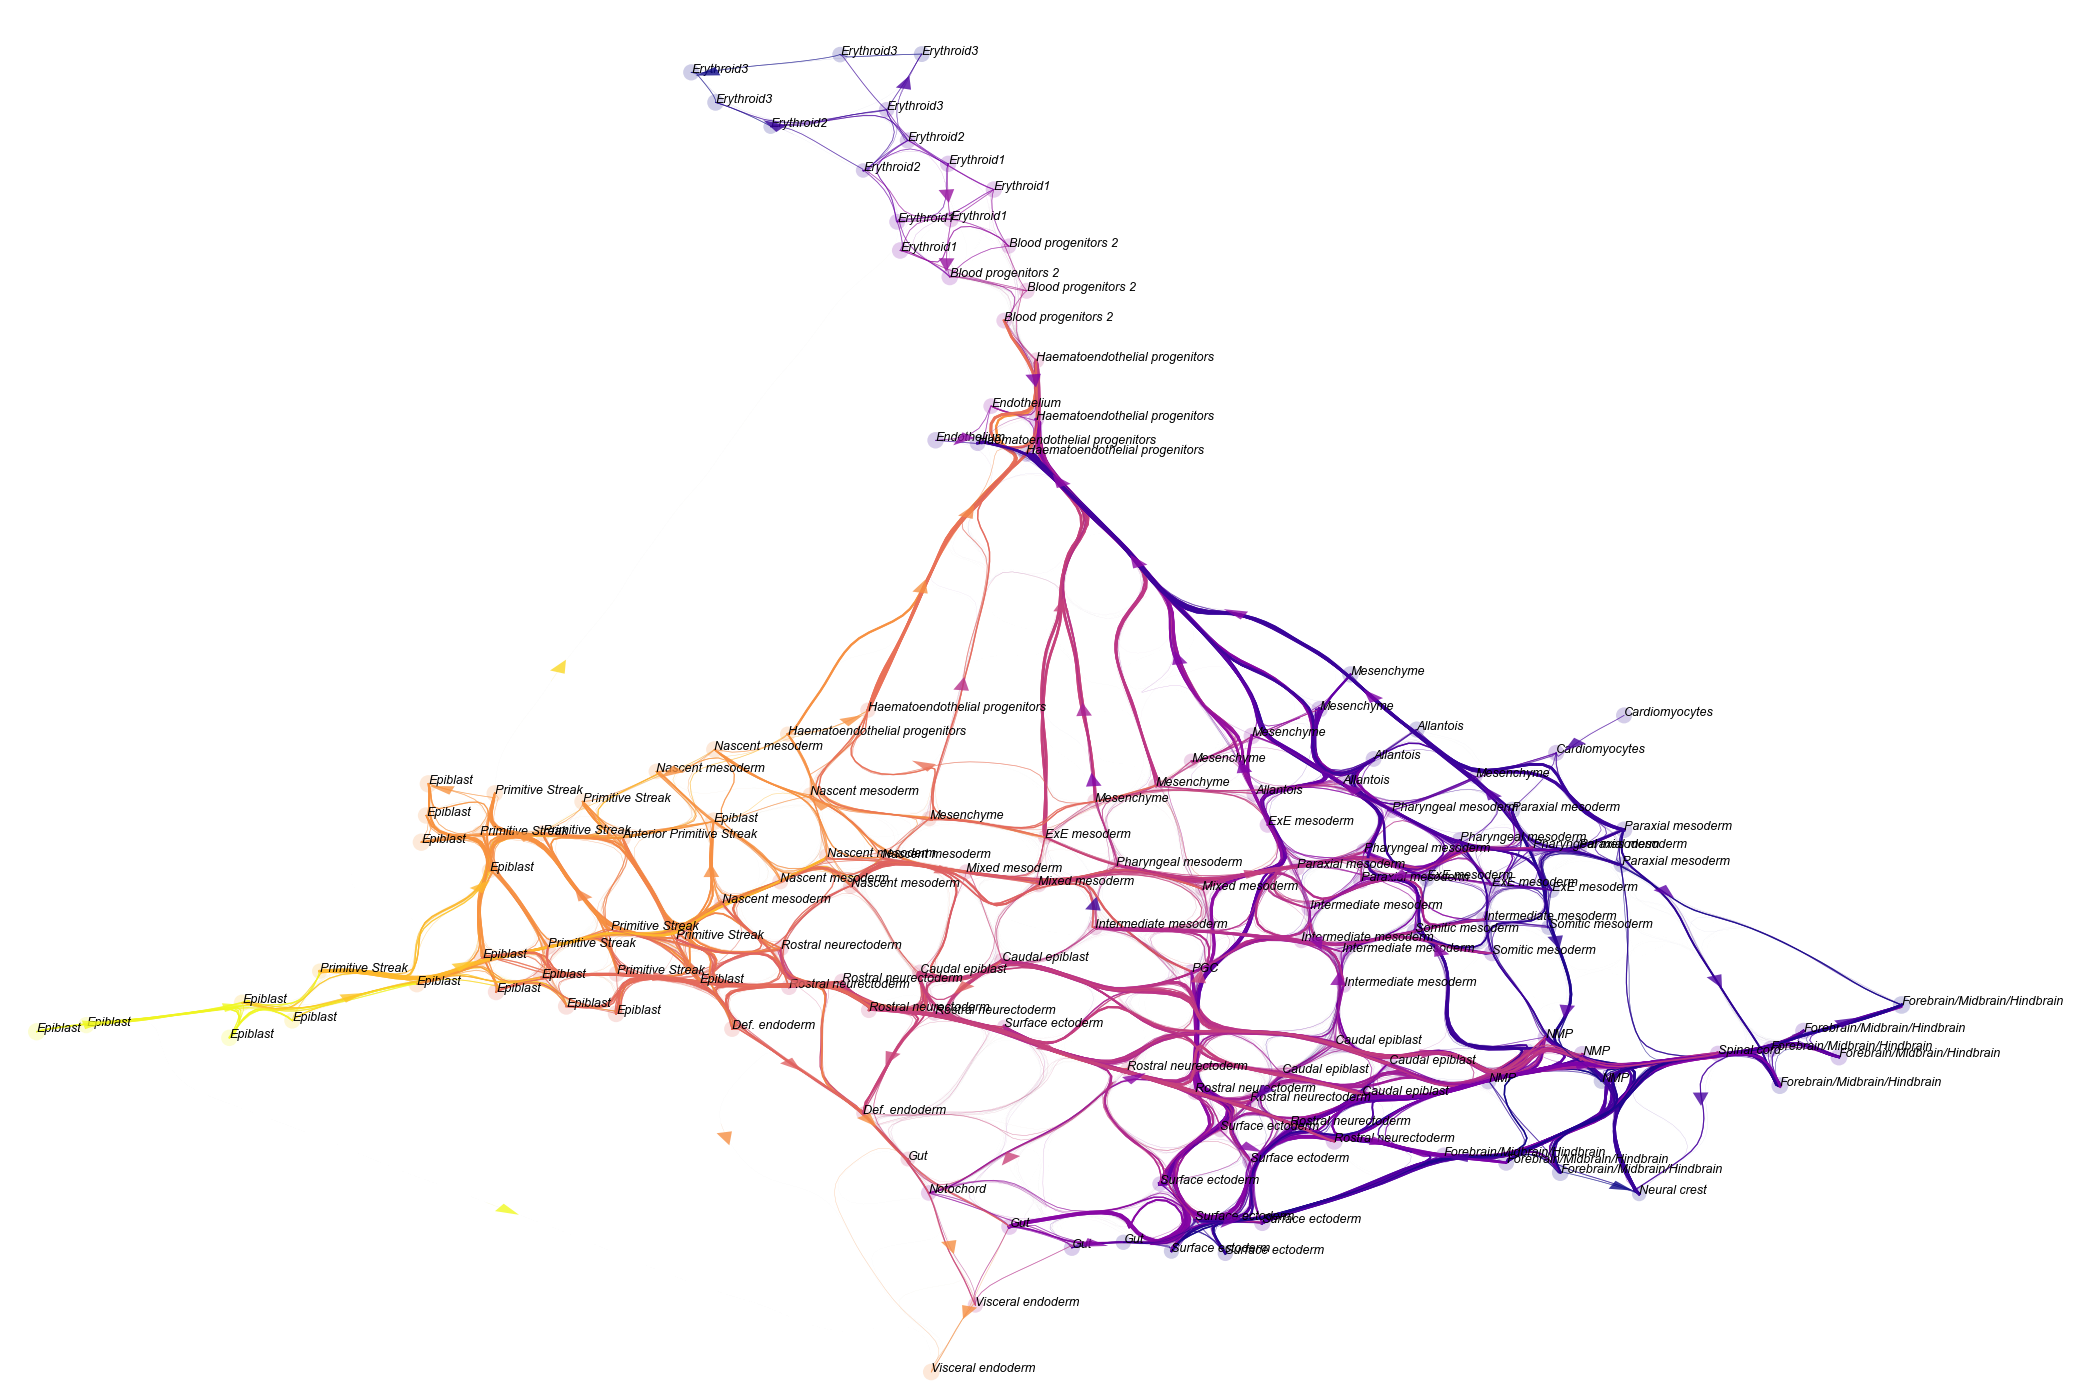 Erythroid3
Erythroid3
Erythroid3
Erythroid3
Erythroid3
Erythroid2
Erythroid2
Erythroid1
Erythroid2
Erythroid1
Erythroid1
Erythroid1
Blood progenitors 2
Erythroid1
Blood progenitors 2
Blood progenitors 2
Blood progenitors 2
Haematoendothelial progenitors
Endothelium
Haematoendothelial progenitors
Endothelium
Haematoendothelial progenitors
Haematoendothelial progenitors
Mesenchyme
Haematoendothelial progenitors
Mesenchyme
Cardiomyocytes
Haematoendothelial progenitors
Mesenchyme
Allantois
Nascent mesoderm
Cardiomyocytes
Mesenchyme
Allantois
Nascent mesoderm
Mesenchyme
Epiblast
Mesenchyme
Allantois
Primitive Streak
Nascent mesoderm
Allantois
Primitive Streak
Mesenchyme
Pharyngeal mesoderm
Paraxial mesoderm
Epiblast
Mesenchyme
Epiblast
ExE mesoderm
Paraxial mesoderm
Primitive Streak
Primitive Streak
Anterior Primitive Streak
ExE mesoderm
Epiblast
Pharyngeal mesoderm
Pharyngeal mesoderm
Paraxial mesoderm
Nascent mesoderm
Nascent mesoderm
Pharyngeal mesoderm
Pharyngeal mesoderm
Paraxial mesoderm
Epiblast
Mixed mesoderm
Paraxial mesoderm
Nascent mesoderm
Nascent mesoderm
Mixed mesoderm
Mixed mesoderm
Paraxial mesoderm
ExE mesoderm
ExE mesoderm
ExE mesoderm
Nascent mesoderm
Intermediate mesoderm
Intermediate mesoderm
Primitive Streak
Primitive Streak
Intermediate mesoderm
Somitic mesoderm
Somitic mesoderm
Primitive Streak
Rostral neurectoderm
Intermediate mesoderm
Intermediate mesoderm
Somitic mesoderm
Epiblast
Caudal epiblast
Primitive Streak
Epiblast
Primitive Streak
Caudal epiblast
PGC
Epiblast
Epiblast
Rostral neurectoderm
Rostral neurectoderm
Intermediate mesoderm
Epiblast
Epiblast
Epiblast
Epiblast
Rostral neurectoderm
Rostral neurectoderm
Forebrain/Midbrain/Hindbrain
Epiblast
Epiblast
Epiblast
Epiblast
Def. endoderm
Surface ectoderm
Forebrain/Midbrain/Hindbrain
Caudal epiblast
NMP
Forebrain/Midbrain/Hindbrain
NMP
Spinal cord
Forebrain/Midbrain/Hindbrain
Rostral neurectoderm
Caudal epiblast
Caudal epiblast
NMP
NMP
Forebrain/Midbrain/Hindbrain
Rostral neurectoderm
Rostral neurectoderm
Caudal epiblast
Def. endoderm
Surface ectoderm
Rostral neurectoderm
Rostral neurectoderm
Gut
Surface ectoderm
Forebrain/Midbrain/Hindbrain
Forebrain/Midbrain/Hindbrain
Forebrain/Midbrain/Hindbrain
Notochord
Surface ectoderm
Neural crest
Gut
Surface ectoderm
Surface ectoderm
Gut
Gut
Surface ectoderm
Surface ectoderm
Visceral endoderm
Visceral endoderm